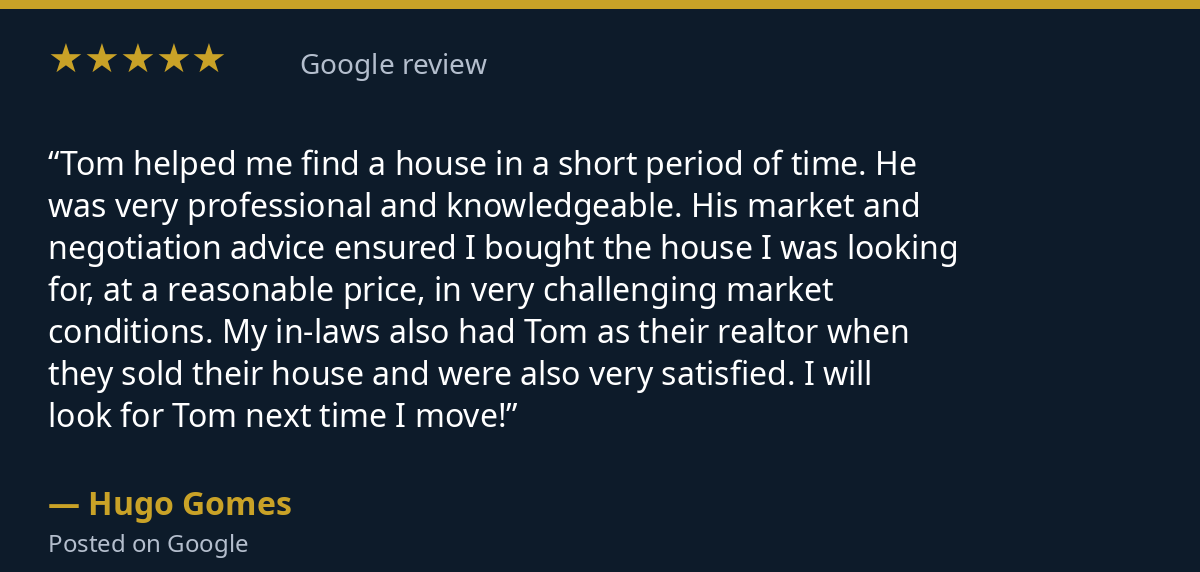 ★★★★★ Google review
“Tom helped me find a house in a short period of time. He
was very professional and knowledgeable. His market and
negotiation advice ensured I bought the house I was looking
for, at a reasonable price, in very challenging market
conditions. My in-laws also had Tom as their realtor when
they sold their house and were also very satisfied. I will
look for Tom next time I move!”
— Hugo Gomes
Posted on Google